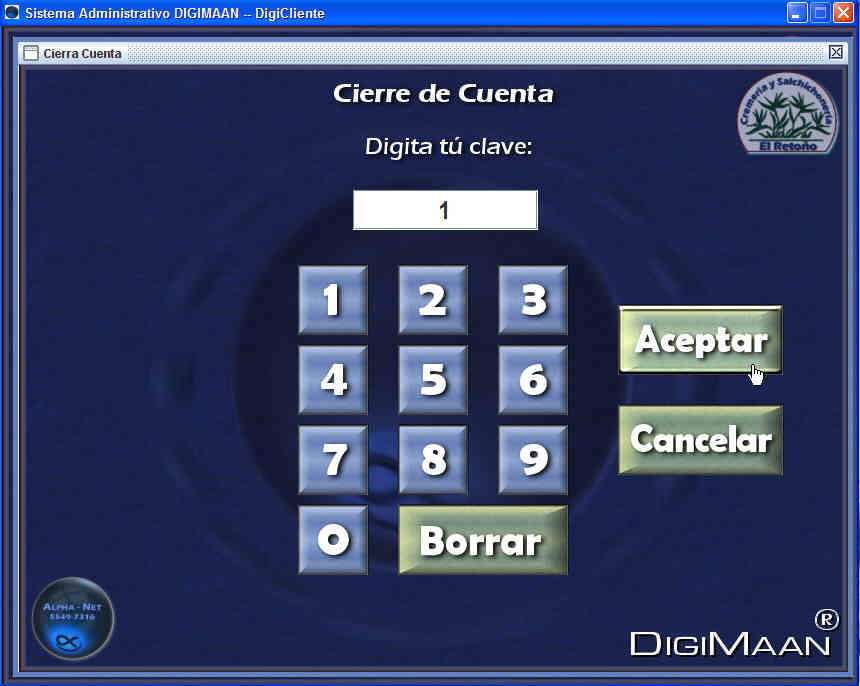 Sistema Administrativo DIGIMAAN -- DigiCliente
Cierra Cuenta
Cierre de Cuenta
Cremería y Salchichonería
El Retoño
Digita tú clave:
1
1 2 3
Aceptar
4 5 6
Cancelar
7 8 9
0 Borrar
ALPHA - NET
5549-7316
DIGIMAAN ®